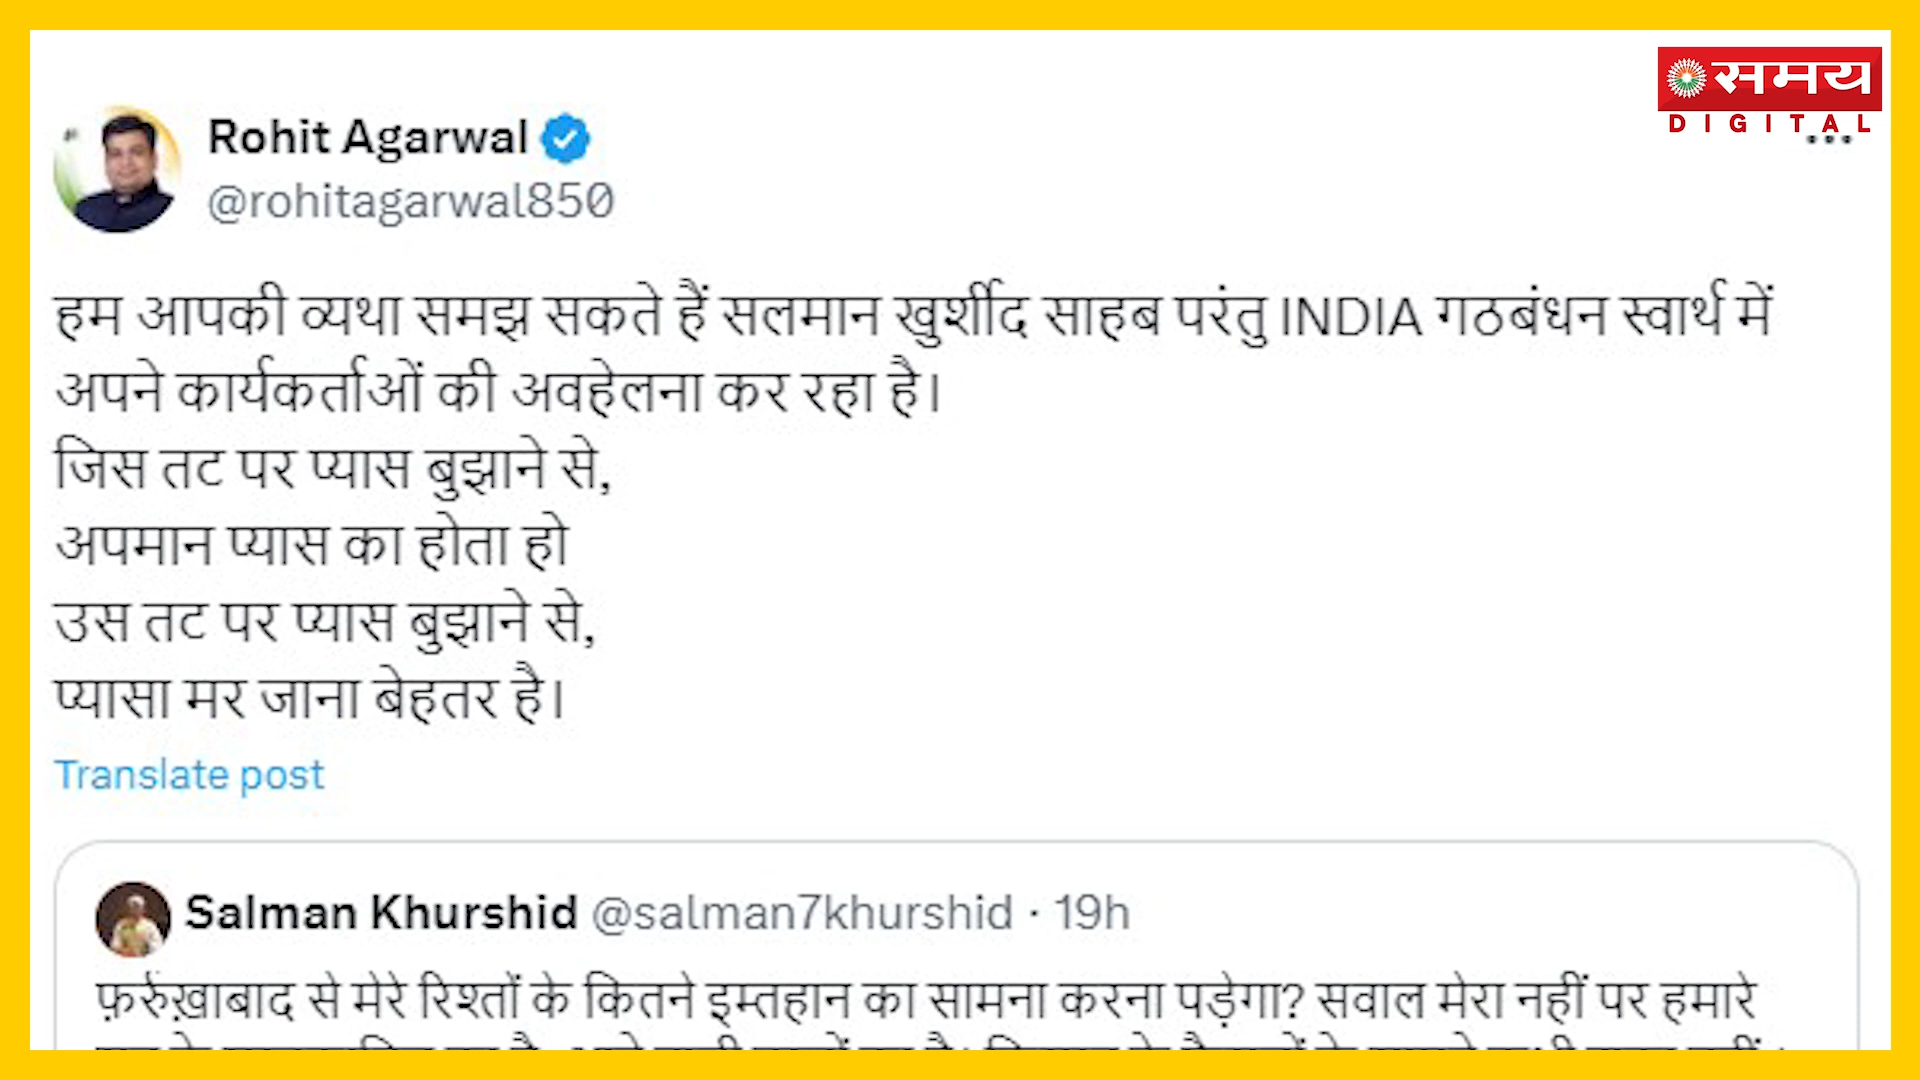 समय
DIGITAL
Rohit Agarwal
@rohitagarwal850
हम आपकी व्यथा समझ सकते हैं सलमान खुर्शीद साहब परंतु INDIA गठबंधन स्वार्थ में
अपने कार्यकर्ताओं की अवहेलना कर रहा है।
जिस तट पर प्यास बुझाने से,
अपमान प्यास का होता हो
उस तट पर प्यास बुझाने से,
प्यासा मर जाना बेहतर है।
Translate post
Salman Khurshid @salman7khurshid · 19h
फ़र्रुख़ाबाद से मेरे रिश्तों के कितने इम्तहान का सामना करना पड़ेगा? सवाल मेरा नहीं पर हमारे